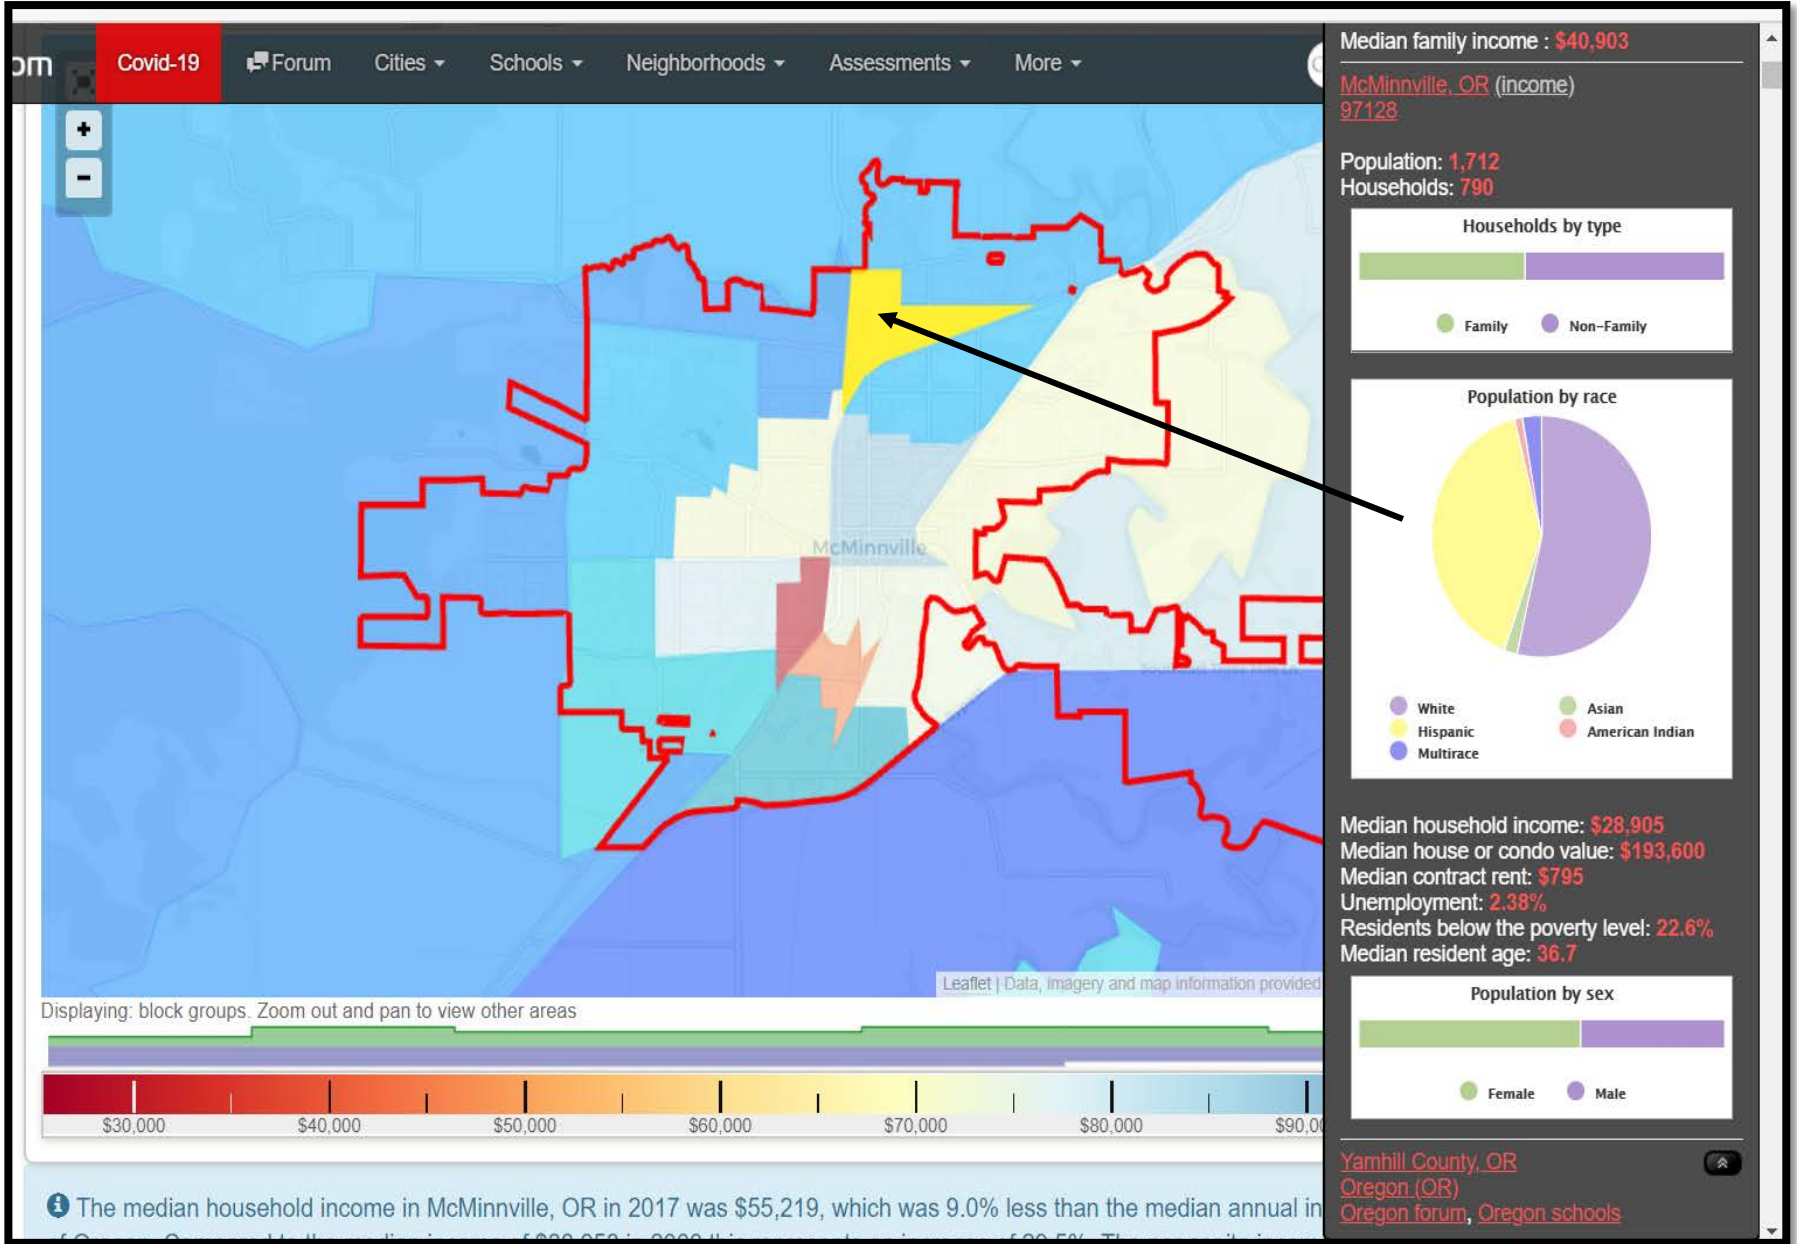 om
Covid-19
Forum
Cities
Schools
Neighborhoods
Assessments
More
+
-
McMinnville
Leaflet | Data, imagery and map information provided
Displaying: block groups. Zoom out and pan to view other areas
$30,000 $40,000 $50,000 $60,000 $70,000 $80,000 $90,00
The median household income in McMinnville, OR in 2017 was $55,219, which was 9.0% less than the median annual in
Median family income : $40,903
McMinnville, OR (income)
97128
Population: 1,712
Households: 790
Households by type
Family Non-Family
Population by race
White Asian
Hispanic American Indian
Multirace
Median household income: $28,905
Median house or condo value: $193,600
Median contract rent: $795
Unemployment: 2.38%
Residents below the poverty level: 22.6%
Median resident age: 36.7
Population by sex
Female Male
Yamhill County, OR
Oregon (OR)
Oregon forum, Oregon schools